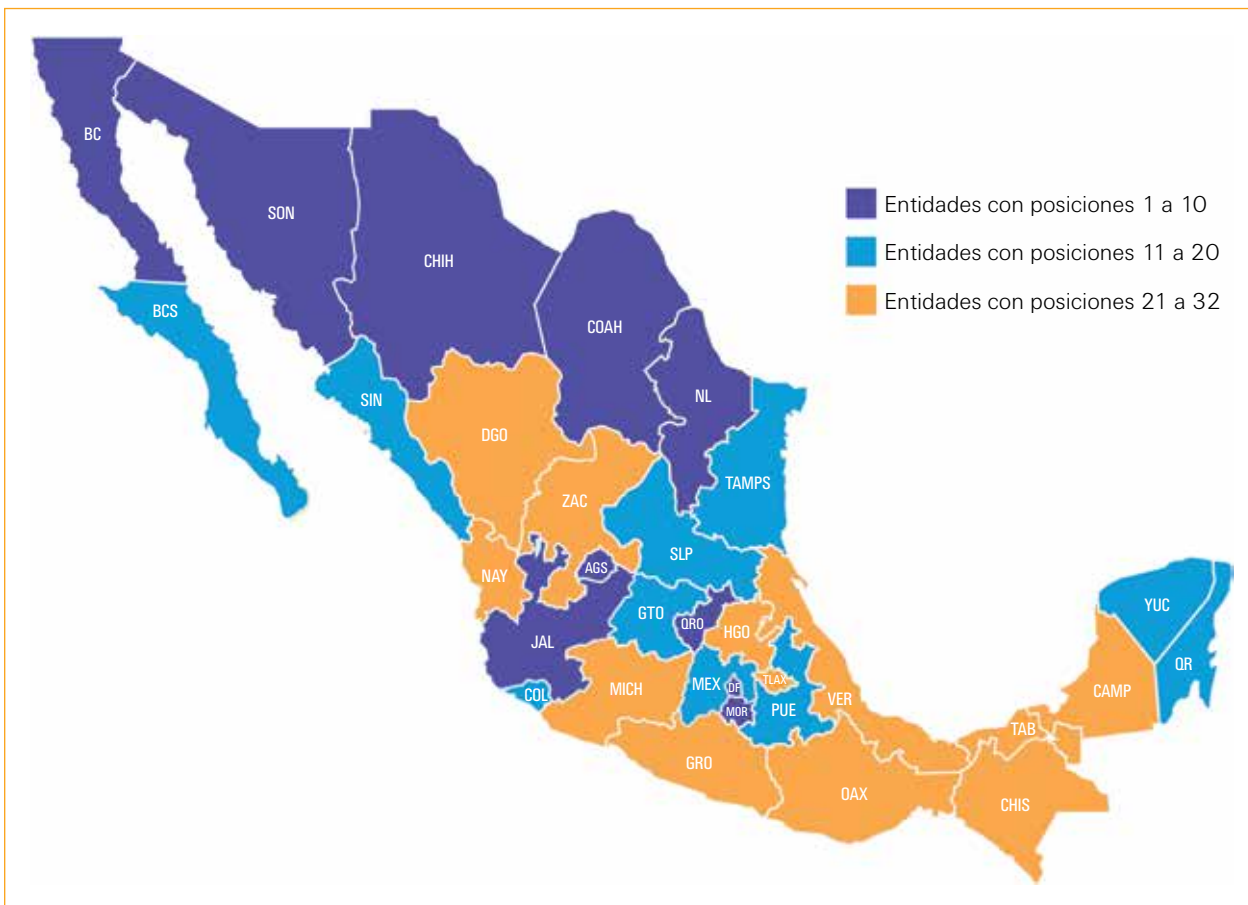 BC
SON
CHIH
Entidades con posiciones 1 a 10
Entidades con posiciones 11 a 20
Entidades con posiciones 21 a 32
BCS
COAH
NL
SIN
DGO
TAMPS
ZAC
SLP
AGS
NAY
GTO
QRO
HGO
JAL
YUC
QR
MEX
DF
TLAX
COL
MICH
MOR
PUE
VER
CAMP
TAB
GRO
OAX
CHIS